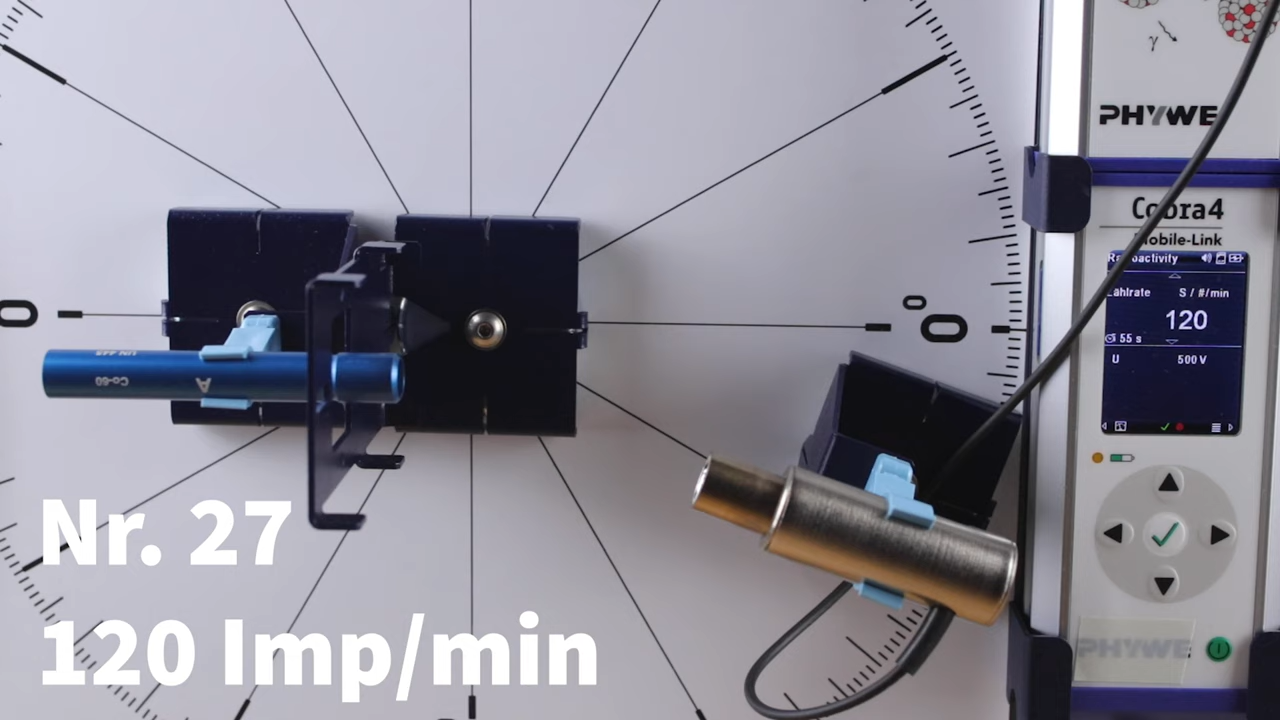 γ
PHYWE
Cobra4
Mobile-Link
Radioactivity
Zählrate S / #/min
120
55 s
U 500 V
0
° 0
Co-60 A
Nr. 27
120 Imp/min
PHYWE